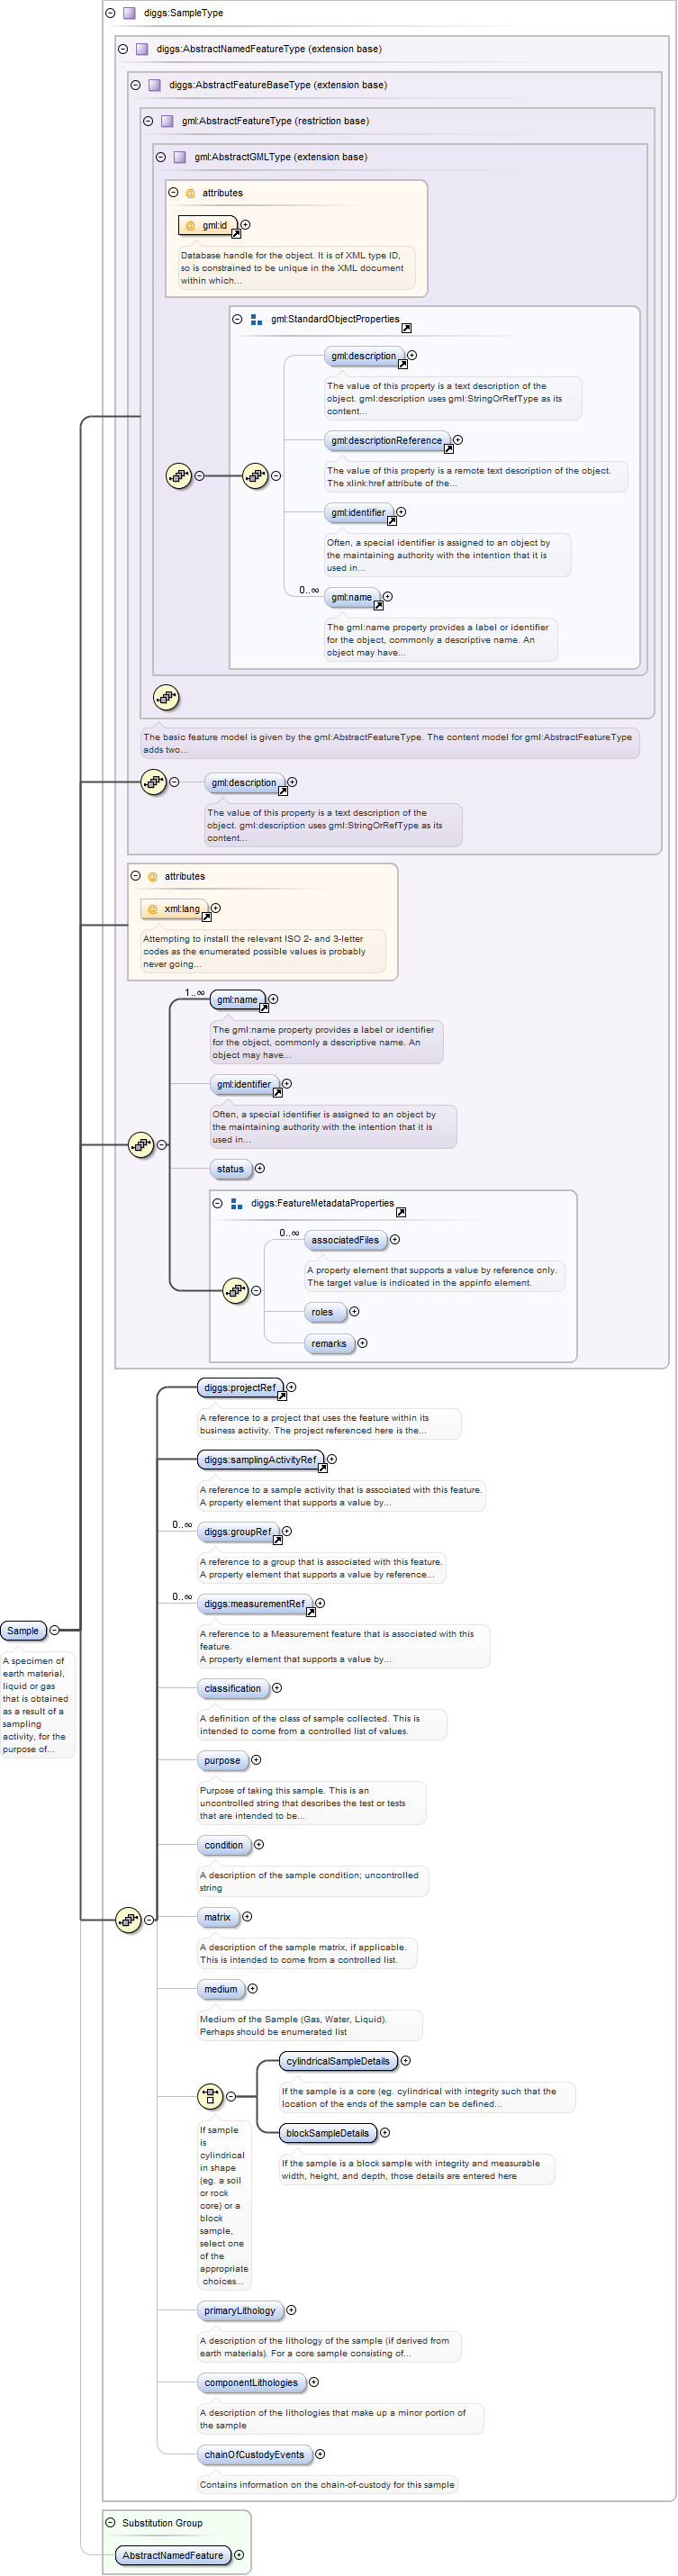 diggs:SampleType
diggs:AbstractNamedFeatureType (extension base)
diggs:AbstractFeatureBaseType (extension base)
gml:AbstractFeatureType (restriction base)
gml:AbstractGMLType (extension base)
@ attributes
@ gml:id
Database handle for the object. It is of XML type ID,
so is constrained to be unique in the XML document
within which...
gml:StandardObjectProperties
gml:description
The value of this property is a text description of the
object. gml:description uses gml:StringOrRefType as its
content...
gml:descriptionReference
The value of this property is a remote text description of the object.
The xlink:href attribute of the...
gml:identifier
Often, a special identifier is assigned to an object by
the maintaining authority with the intention that it is
used in...
0..∞
gml:name
The gml:name property provides a label or identifier
for the object, commonly a descriptive name. An
object may have...
The basic feature model is given by the gml:AbstractFeatureType. The content model for gml:AbstractFeatureType
adds two...
gml:description
The value of this property is a text description of the
object. gml:description uses gml:StringOrRefType as its
content...
@ attributes
@ xml:lang
Attempting to install the relevant ISO 2- and 3-letter
codes as the enumerated possible values is probably
never going...
1..∞
gml:name
The gml:name property provides a label or identifier
for the object, commonly a descriptive name. An
object may have...
gml:identifier
Often, a special identifier is assigned to an object by
the maintaining authority with the intention that it is
used in...
status
diggs:FeatureMetadataProperties
0..∞
associatedFiles
A property element that supports a value by reference only.
The target value is indicated in the appinfo element.
roles
remarks
diggs:projectRef
A reference to a project that uses the feature within its
business activity. The project referenced here is the...
diggs:samplingActivityRef
A reference to a sample activity that is associated with this feature.
A property element that supports a value by...
0..∞
diggs:groupRef
A reference to a group that is associated with this feature.
A property element that supports a value by reference...
0..∞
diggs:measurementRef
A reference to a Measurement feature that is associated with this
feature.
A property element that supports a value by...
Sample
A specimen of
earth material,
liquid or gas
that is obtained
as a result of a
sampling
activity, for the
purpose of...
classification
A definition of the class of sample collected. This is
intended to come from a controlled list of values.
purpose
Purpose of taking this sample. This is an
uncontrolled string that describes the test or tests
that are intended to be...
condition
A description of the sample condition; uncontrolled
string
matrix
A description of the sample matrix, if applicable.
This is intended to come from a controlled list.
medium
Medium of the Sample (Gas, Water, Liquid).
Perhaps should be enumerated list
cylindricalSampleDetails
If the sample is a core (eg. cylindrical with integrity such that the
location of the ends of the sample can be defined...
blockSampleDetails
If the sample is a block sample with integrity and measurable
width, height, and depth, those details are entered here
If sample
is
cylindrical
in shape
(eg. a soil
or rock
core) or a
block
sample,
select one
of the
appropriate
choices...
primaryLithology
A description of the lithology of the sample (if derived from
earth materials). For a core sample consisting of...
componentLithologies
A description of the lithologies that make up a minor portion of
the sample
chainOfCustodyEvents
Contains information on the chain-of-custody for this sample
Substitution Group
AbstractNamedFeature